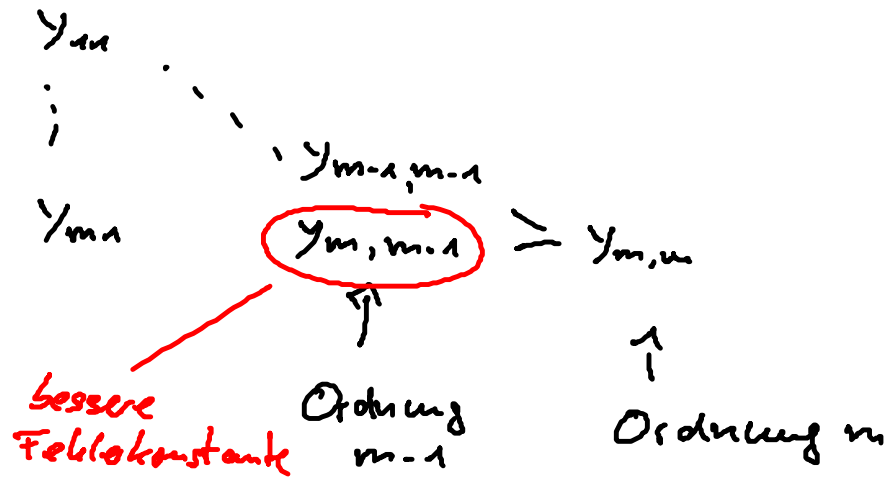 y11
ym-1,m-1
ym1
ym,m-1
ym,m
bessere
Fehlerkonstante
Ordnung
m-1
Ordnung m